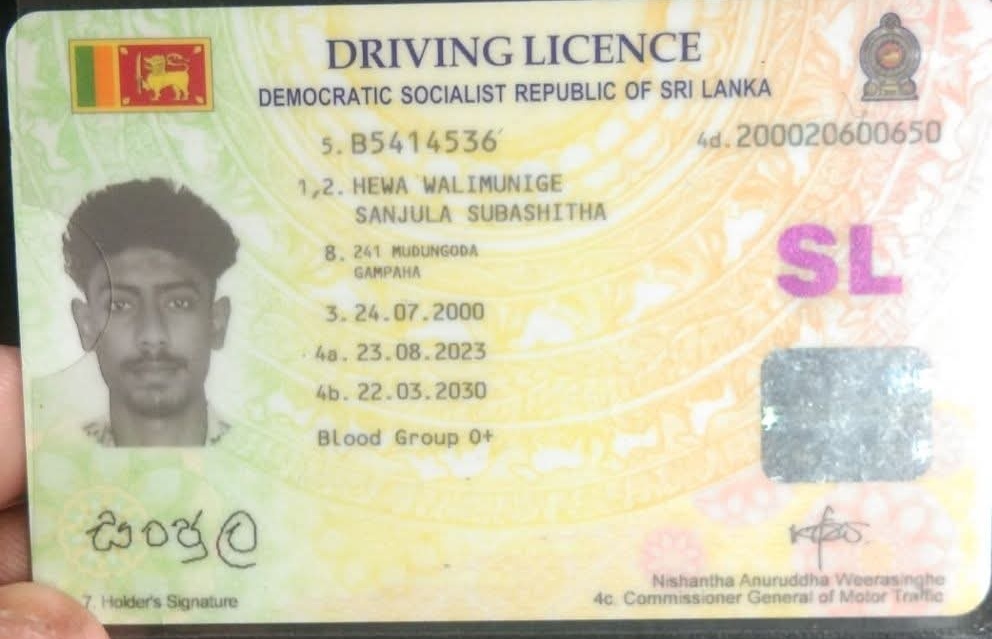 DRIVING LICENCE
DEMOCRATIC SOCIALIST REPUBLIC OF SRI LANKA
5. B5414536 4d. 200020600650
1,2. HEWA WALIMUNIGE
SANJULA SUBASHITHA
8. 241 MUDUNGODA
GAMPAHA
SL
3. 24.07.2000
4a. 23.08.2023
4b. 22.03.2030
Blood Group O+
සංජුල
Nishantha Anuruddha Weerasinghe
7. Holder's Signature 4c. Commissioner General of Motor Traffic